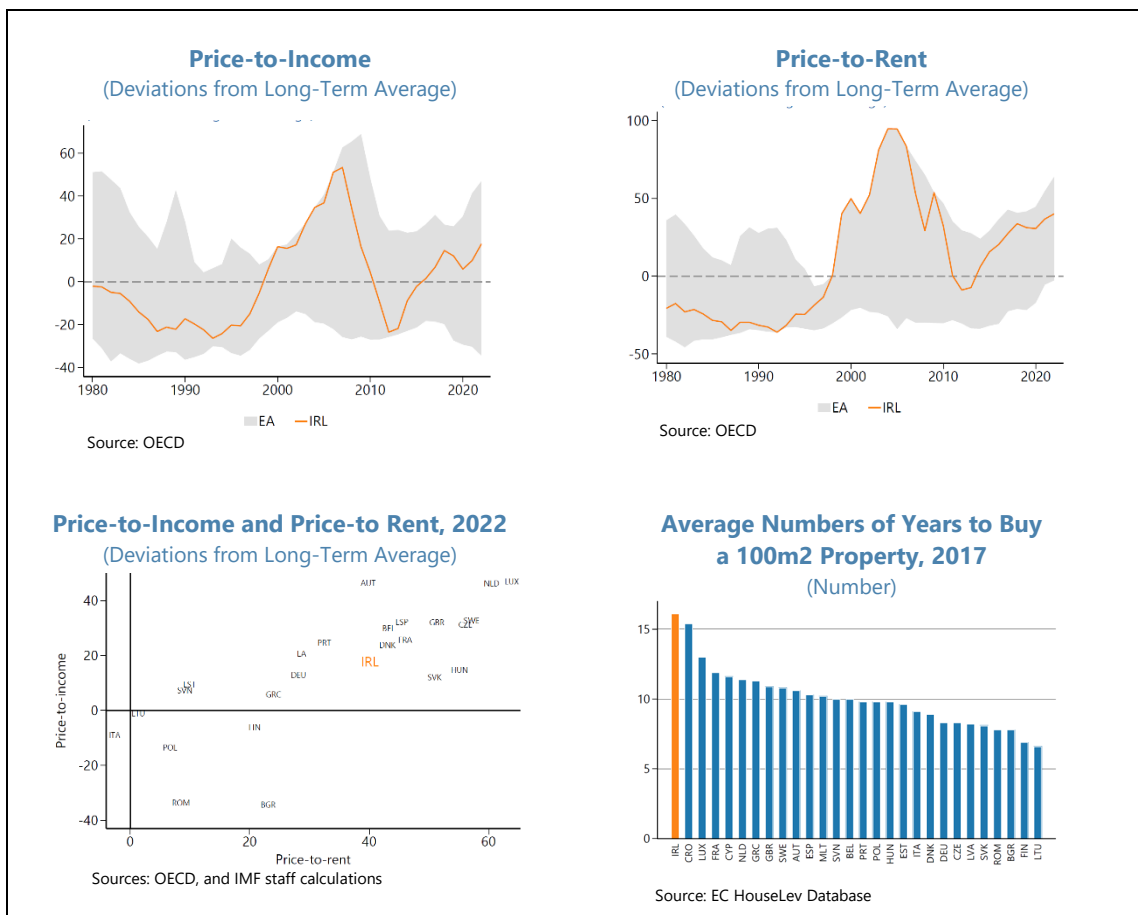 Price-to-Income
(Deviations from Long-Term Average)
60
40
20
0
-20
-40
1980
1990
2000
2010
2020
EA
IRL
Source: OECD
Price-to-Rent
(Deviations from Long-Term Average)
100
50
0
-50
1980
1990
2000
2010
2020
EA
IRL
Source: OECD
Price-to-Income and Price-to Rent, 2022
(Deviations from Long-Term Average)
Price-to-income
40
20
0
-20
-40
AUT
NLD
LUX
GBR
SWE
CZE
PRT
DNK
FRA
IRL
DEU
HUN
SVK
SVN
GRC
LTU
ITA
POL
ROM
BGR
0
20
40
60
Price-to-rent
Sources: OECD, and IMF staff calculations
Average Numbers of Years to Buy
a 100m2 Property, 2017
(Number)
15
10
5
0
IRL
CRO
LUX
FRA
CYP
NLD
GRC
GBR
SWE
AUT
ESP
MLT
SVN
BEL
PRT
POL
HUN
EST
ITA
DNK
DEU
CZE
LVA
SVK
ROM
BGR
FIN
LTU
Source: EC HouseLev Database